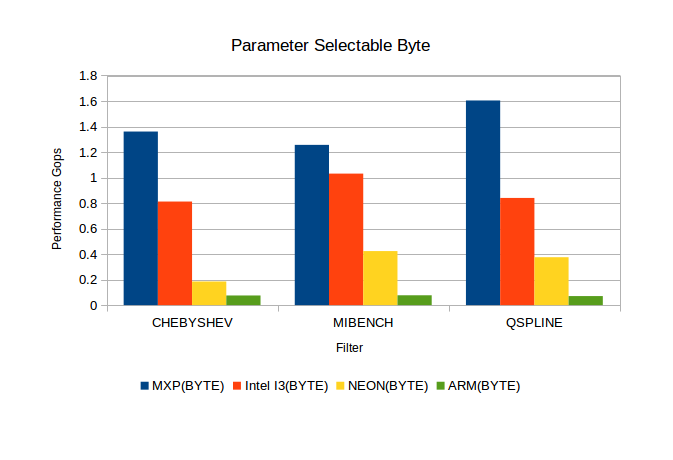 Parameter Selectable Byte
1.8
1.6
1.4
1.2
1
0.8
0.6
0.4
0.2
0
Performance Gops
CHEBYSHEV MIBENCH QSPLINE
Filter
MXP(BYTE) Intel I3(BYTE) NEON(BYTE) ARM(BYTE)